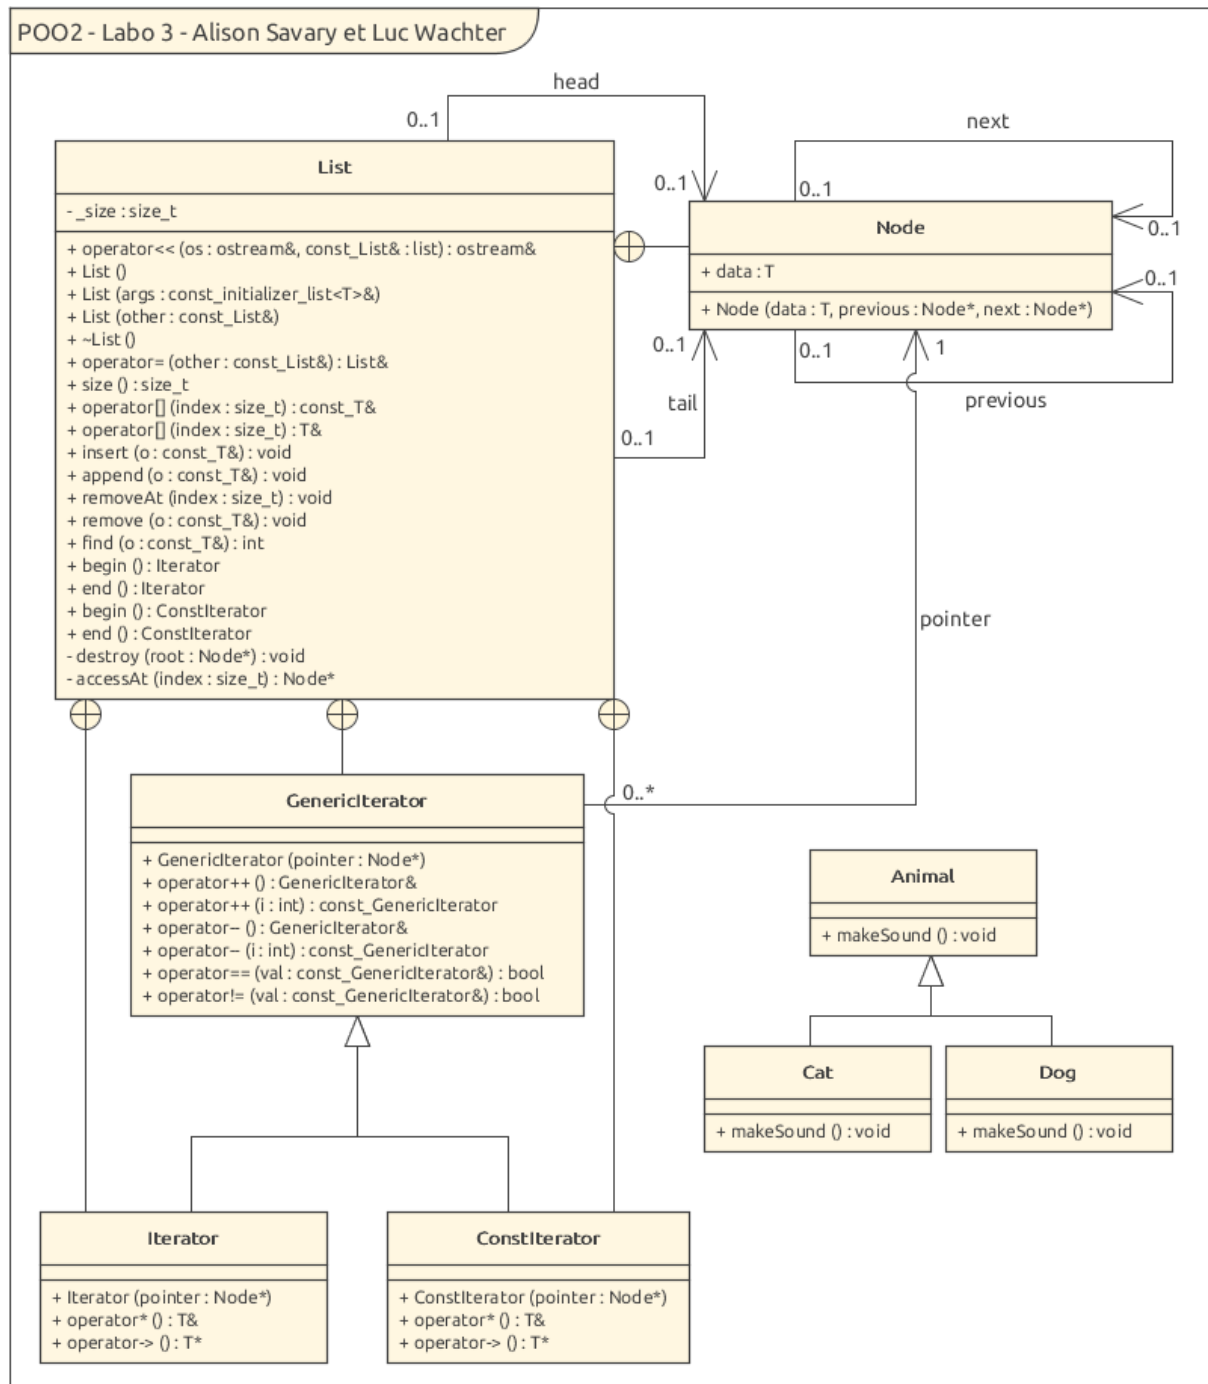 POO2 - Labo 3 - Alison Savary et Luc Wachter
head
0..1
0..1
next
0..1
0..1
List
- _size : size_t
+ operator<< (os : ostream&, const_List& : list) : ostream&
+ List ()
+ List (args : const_initializer_list<T>&)
+ List (other : const_List&)
+ ~List ()
+ operator= (other : const_List&) : List&
+ size () : size_t
+ operator[] (index : size_t) : const_T&
+ operator[] (index : size_t) : T&
+ insert (o : const_T&) : void
+ append (o : const_T&) : void
+ removeAt (index : size_t) : void
+ remove (o : const_T&) : void
+ find (o : const_T&) : int
+ begin () : Iterator
+ end () : Iterator
+ begin () : ConstIterator
+ end () : ConstIterator
- destroy (root : Node*) : void
- accessAt (index : size_t) : Node*
Node
+ data : T
+ Node (data : T, previous : Node*, next : Node*)
0..1
0..1
previous
0..1
tail
0..1
1
pointer
0..*
GenericIterator
+ GenericIterator (pointer : Node*)
+ operator++ () : GenericIterator&
+ operator++ (i : int) : const_GenericIterator
+ operator-- () : GenericIterator&
+ operator-- (i : int) : const_GenericIterator
+ operator== (val : const_GenericIterator&) : bool
+ operator!= (val : const_GenericIterator&) : bool
Animal
+ makeSound () : void
Cat
+ makeSound () : void
Dog
+ makeSound () : void
Iterator
+ Iterator (pointer : Node*)
+ operator* () : T&
+ operator-> () : T*
ConstIterator
+ ConstIterator (pointer : Node*)
+ operator* () : T&
+ operator-> () : T*